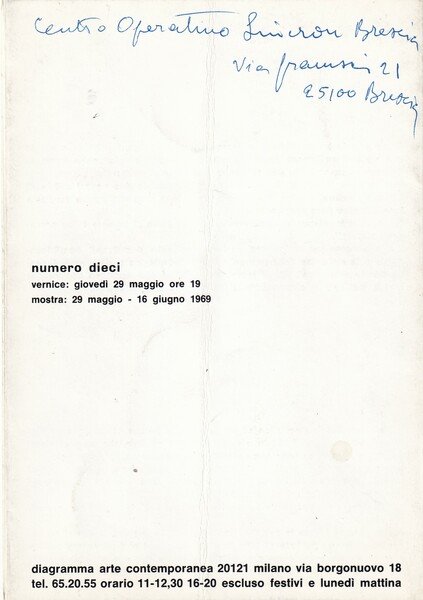 Centro Operativo Sincron Brescia
Via Gramsci 21
25100 Brescia
numero dieci
vernice: giovedì 29 maggio ore 19
mostra: 29 maggio - 16 giugno 1969
diagramma arte contemporanea 20121 milano via borgonuovo 18
tel. 65.20.55 orario 11-12,30 16-20 escluso festivi e lunedì mattina